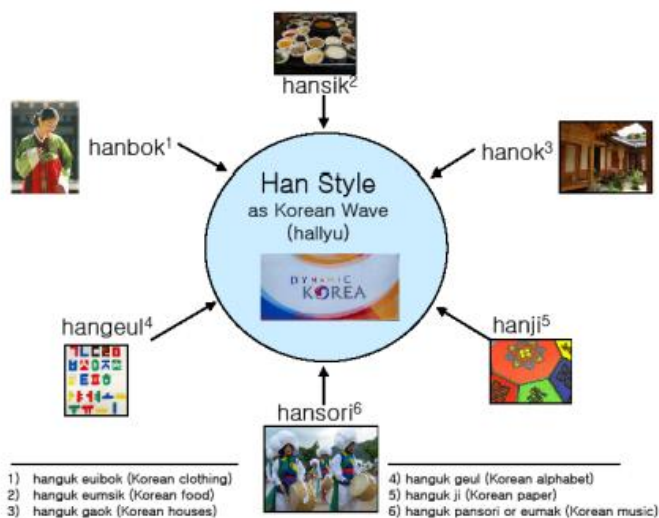 hansik²
hanbok¹
hanok³
Han Style
as Korean Wave
(hallyu)
DYNAMIC
KOREA
hangeul⁴
hanji⁵
hansori⁶
1) hanguk euibok (Korean clothing)
2) hanguk eumsik (Korean food)
3) hanguk gaok (Korean houses)
4) hanguk geul (Korean alphabet)
5) hanguk ji (Korean paper)
6) hanguk pansori or eumak (Korean music)